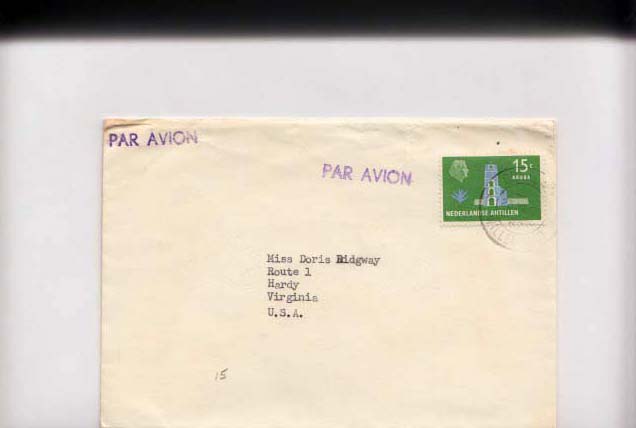 PAR AVION
PAR AVION
15c
ARUBA
NEDERLANDSE ANTILLEN
Miss Doris Ridgway
Route 1
Hardy
Virginia
U.S.A.
15